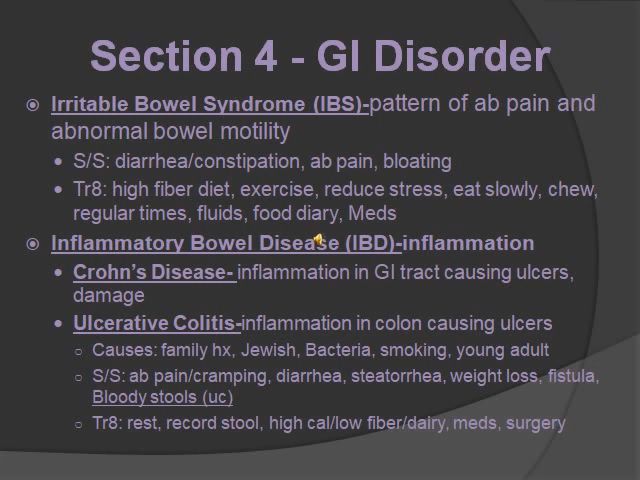 Section 4 - GI Disorder
Irritable Bowel Syndrome (IBS)-pattern of ab pain and
abnormal bowel motility
S/S: diarrhea/constipation, ab pain, bloating
Tr8: high fiber diet, exercise, reduce stress, eat slowly, chew,
regular times, fluids, food diary, Meds
Inflammatory Bowel Disease (IBD)-inflammation
Crohn's Disease- inflammation in GI tract causing ulcers,
damage
Ulcerative Colitis-inflammation in colon causing ulcers
Causes: family hx, Jewish, Bacteria, smoking, young adult
S/S: ab pain/cramping, diarrhea, steatorrhea, weight loss, fistula,
Bloody stools (uc)
Tr8: rest, record stool, high cal/low fiber/dairy, meds, surgery